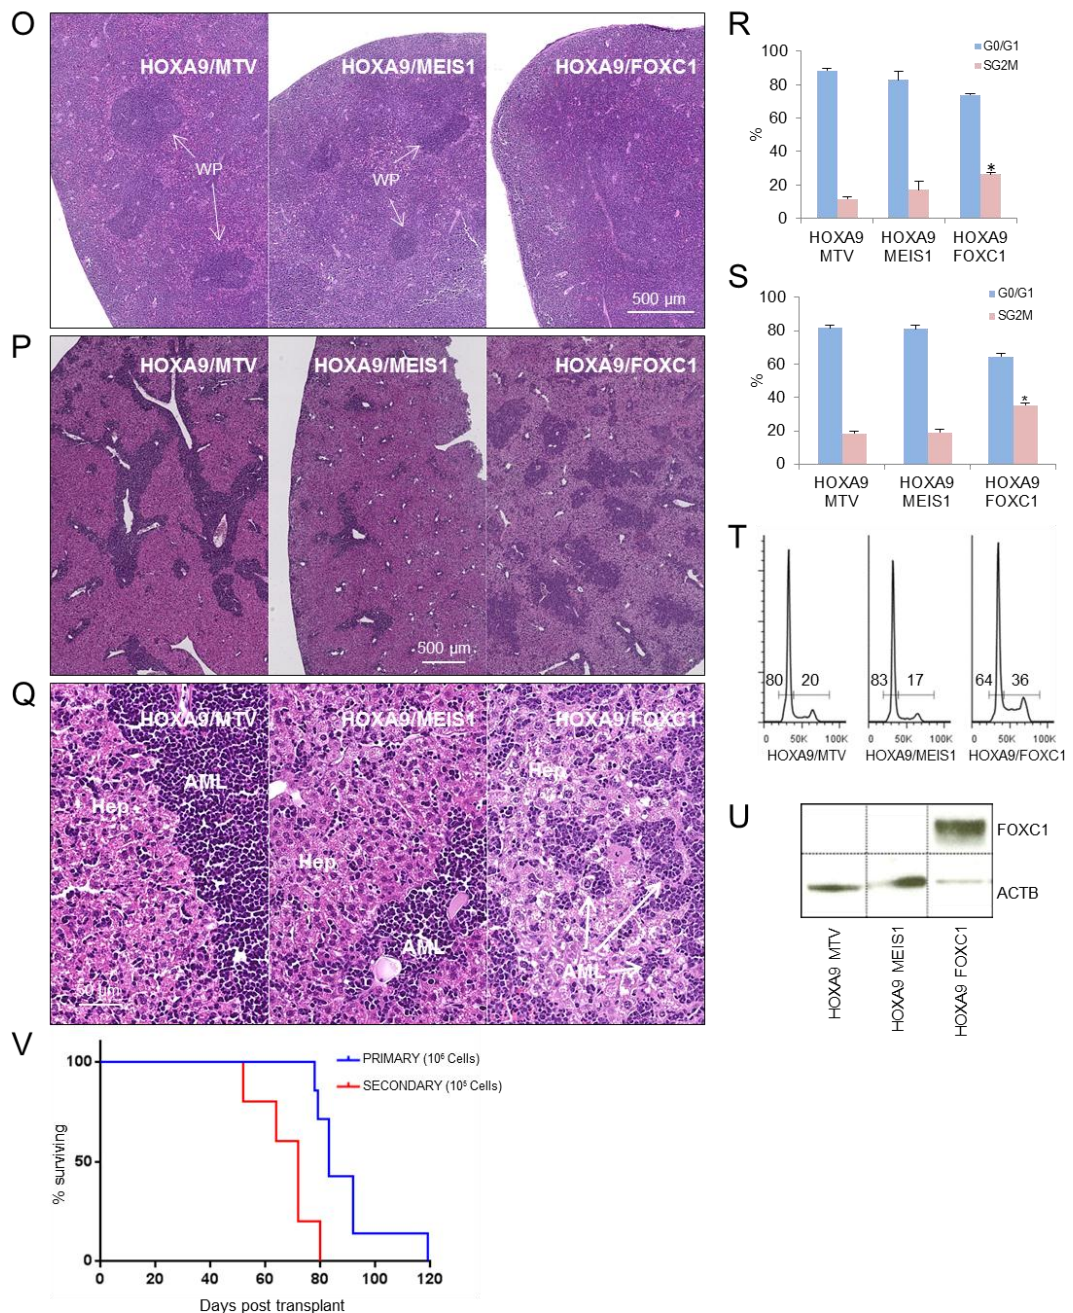 O
HOXA9/MTV
HOXA9/MEIS1
HOXA9/FOXC1
WP
WP
500 µm
P
HOXA9/MTV
HOXA9/MEIS1
HOXA9/FOXC1
500 µm
Q
HOXA9/MTV
HOXA9/MEIS1
HOXA9/FOXC1
AML
Hep
Hep
AML
Hep
AML
50 µm
R
G0/G1
SG2M
100
80
60
40
20
0
%
*
HOXA9 MTV
HOXA9 MEIS1
HOXA9 FOXC1
S
G0/G1
SG2M
100
80
60
40
20
0
%
*
HOXA9 MTV
HOXA9 MEIS1
HOXA9 FOXC1
T
80 20
83 17
64 36
0 50K 100K
0 50K 100K
0 50K 100K
HOXA9/MTV
HOXA9/MEIS1
HOXA9/FOXC1
U
FOXC1
ACTB
HOXA9 MTV
HOXA9 MEIS1
HOXA9 FOXC1
V
PRIMARY (10⁶ Cells)
SECONDARY (10⁵ Cells)
100
50
0
% surviving
0 20 40 60 80 100 120
Days post transplant